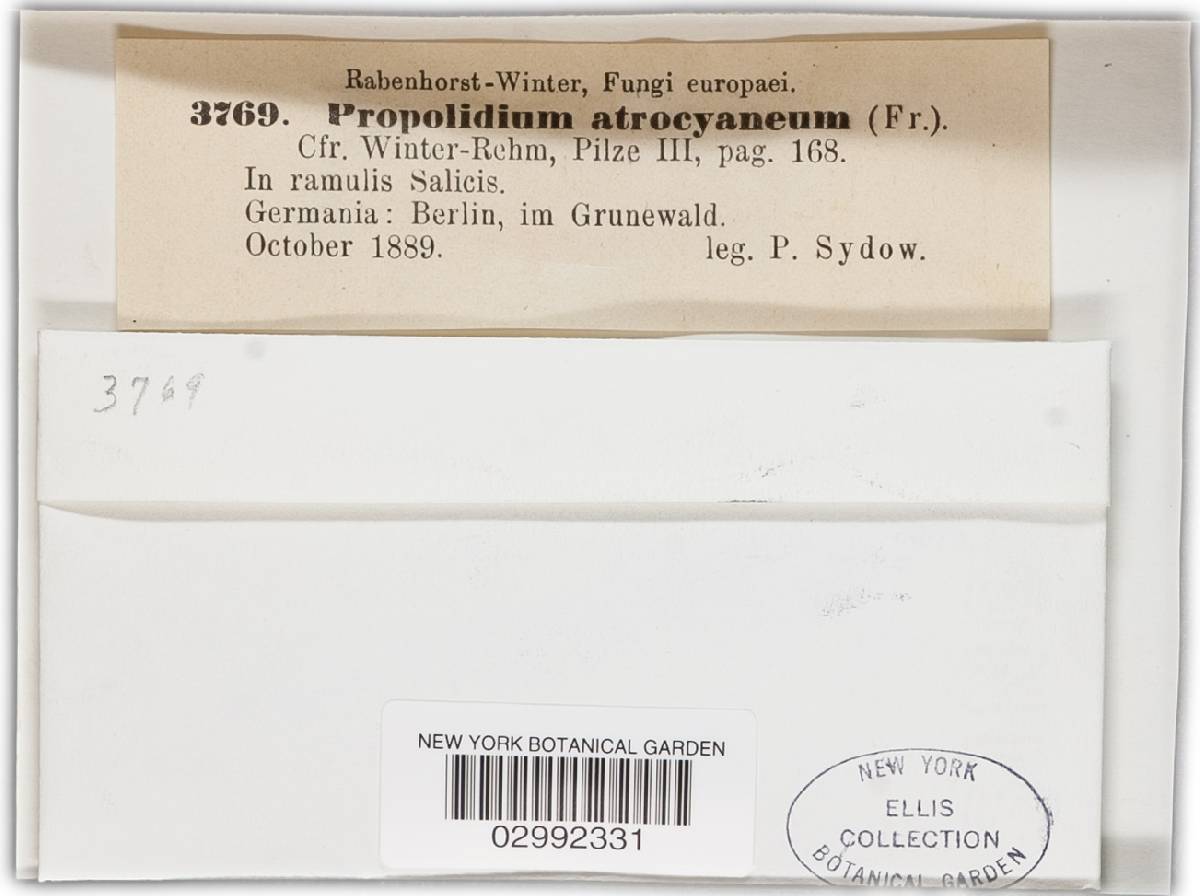 Rabenhorst-Winter, Fungi europaei.
3769. Propolidium atrocyaneum (Fr.).
Cfr. Winter-Rehm, Pilze III, pag. 168.
In ramulis Salicis.
Germania: Berlin, im Grunewald.
October 1889. leg. P. Sydow.
3769
NEW YORK BOTANICAL GARDEN
02992331
NEW YORK
ELLIS
COLLECTION
BOTANICAL GARDEN